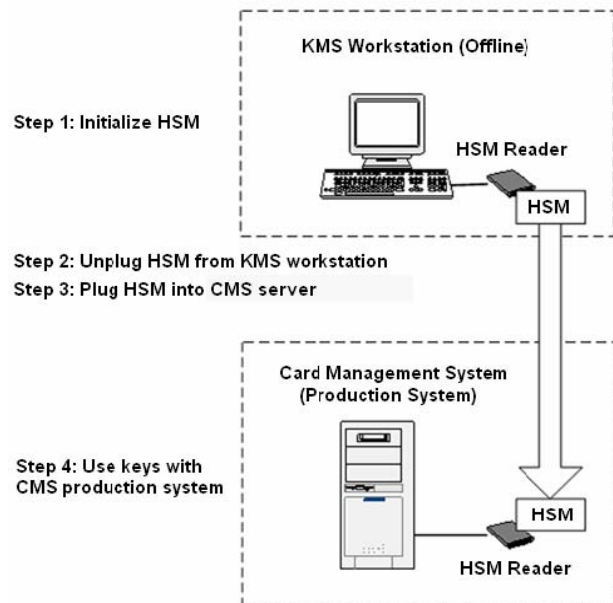 KMS Workstation (Offline)
Step 1: Initialize HSM
HSM Reader
HSM
Step 2: Unplug HSM from KMS workstation
Step 3: Plug HSM into CMS server
Card Management System
(Production System)
Step 4: Use keys with
CMS production system
HSM
HSM Reader